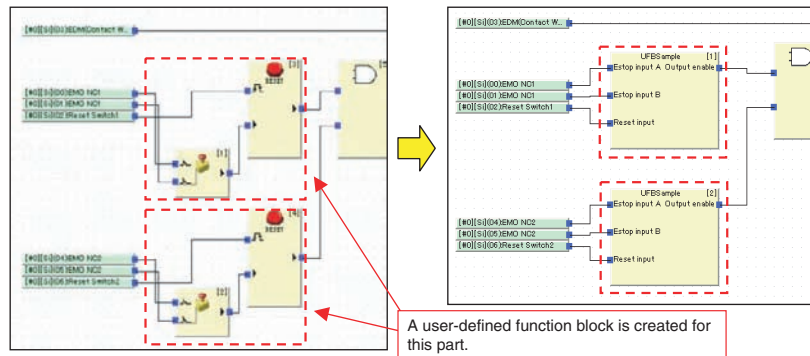 [#0][Si](03):EDM(Contact W..
[3]
[#0][Si](00):EMO NC1
[#0][Si](01):EMO NC1
[#0][Si](02):Reset Switch1
RESET
[1]
[4]
RESET
[#0][Si](04):EMO NC2
[#0][Si](05):EMO NC2
[#0][Si](06):Reset Switch2
[2]
[#0][Si](03):EDM(Contact W..
UFBSample [1]
Estop input A Output enable
Estop input B
Reset input
[#0][Si](00):EMO NC1
[#0][Si](01):EMO NC1
[#0][Si](02):Reset Switch1
UFBSample [2]
Estop input A Output enable
Estop input B
Reset input
[#0][Si](04):EMO NC2
[#0][Si](05):EMO NC2
[#0][Si](06):Reset Switch2
A user-defined function block is created for
this part.